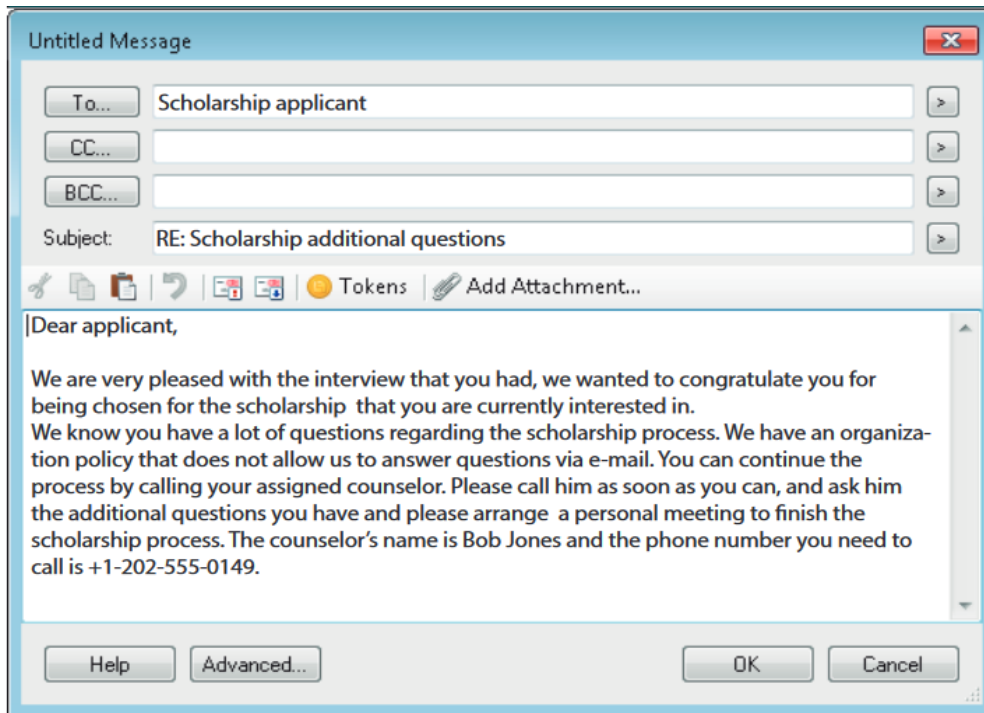 Untitled Message
To... Scholarship applicant >
CC... >
BCC... >
Subject: RE: Scholarship additional questions >
Tokens Add Attachment...
Dear applicant,
We are very pleased with the interview that you had, we wanted to congratulate you for
being chosen for the scholarship that you are currently interested in.
We know you have a lot of questions regarding the scholarship process. We have an organiza-
tion policy that does not allow us to answer questions via e-mail. You can continue the
process by calling your assigned counselor. Please call him as soon as you can, and ask him
the additional questions you have and please arrange a personal meeting to finish the
scholarship process. The counselor's name is Bob Jones and the phone number you need to
call is +1-202-555-0149.
Help Advanced... OK Cancel